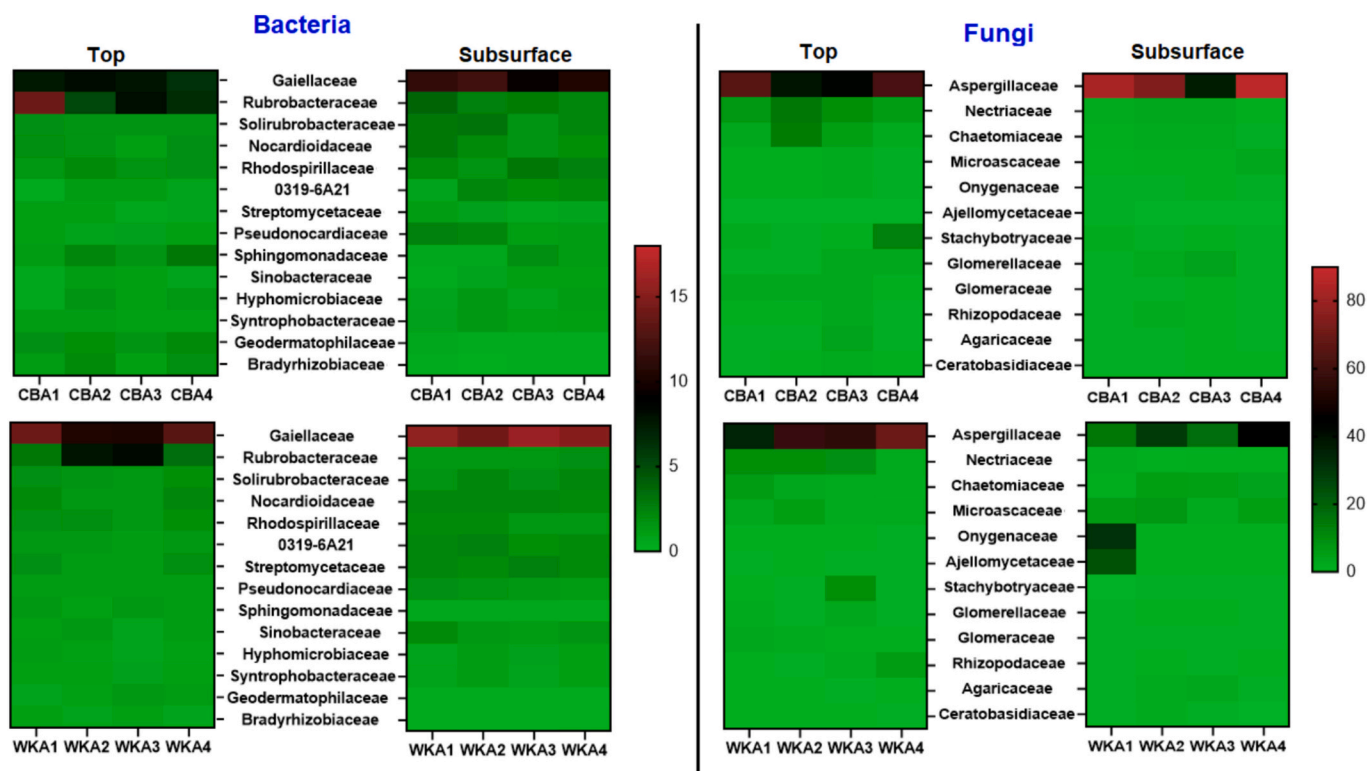 Bacteria
Top
Subsurface
Gaiellaceae
Rubrobacteraceae
Solirubrobacteraceae
Nocardioidaceae
Rhodospirillaceae
0319-6A21
Streptomycetaceae
Pseudonocardiaceae
Sphingomonadaceae
Sinobacteraceae
Hyphomicrobiaceae
Syntrophobacteraceae
Geodermatophilaceae
Bradyrhizobiaceae
CBA1 CBA2 CBA3 CBA4
CBA1 CBA2 CBA3 CBA4
Gaiellaceae
Rubrobacteraceae
Solirubrobacteraceae
Nocardioidaceae
Rhodospirillaceae
0319-6A21
Streptomycetaceae
Pseudonocardiaceae
Sphingomonadaceae
Sinobacteraceae
Hyphomicrobiaceae
Syntrophobacteraceae
Geodermatophilaceae
Bradyrhizobiaceae
WKA1 WKA2 WKA3 WKA4
WKA1 WKA2 WKA3 WKA4
15
10
5
0
Fungi
Top
Subsurface
Aspergillaceae
Nectriaceae
Chaetomiaceae
Microascaceae
Onygenaceae
Ajellomycetaceae
Stachybotryaceae
Glomerellaceae
Glomeraceae
Rhizopodaceae
Agaricaceae
Ceratobasidiaceae
CBA1 CBA2 CBA3 CBA4
CBA1 CBA2 CBA3 CBA4
Aspergillaceae
Nectriaceae
Chaetomiaceae
Microascaceae
Onygenaceae
Ajellomycetaceae
Stachybotryaceae
Glomerellaceae
Glomeraceae
Rhizopodaceae
Agaricaceae
Ceratobasidiaceae
WKA1 WKA2 WKA3 WKA4
WKA1 WKA2 WKA3 WKA4
80
60
40
20
0